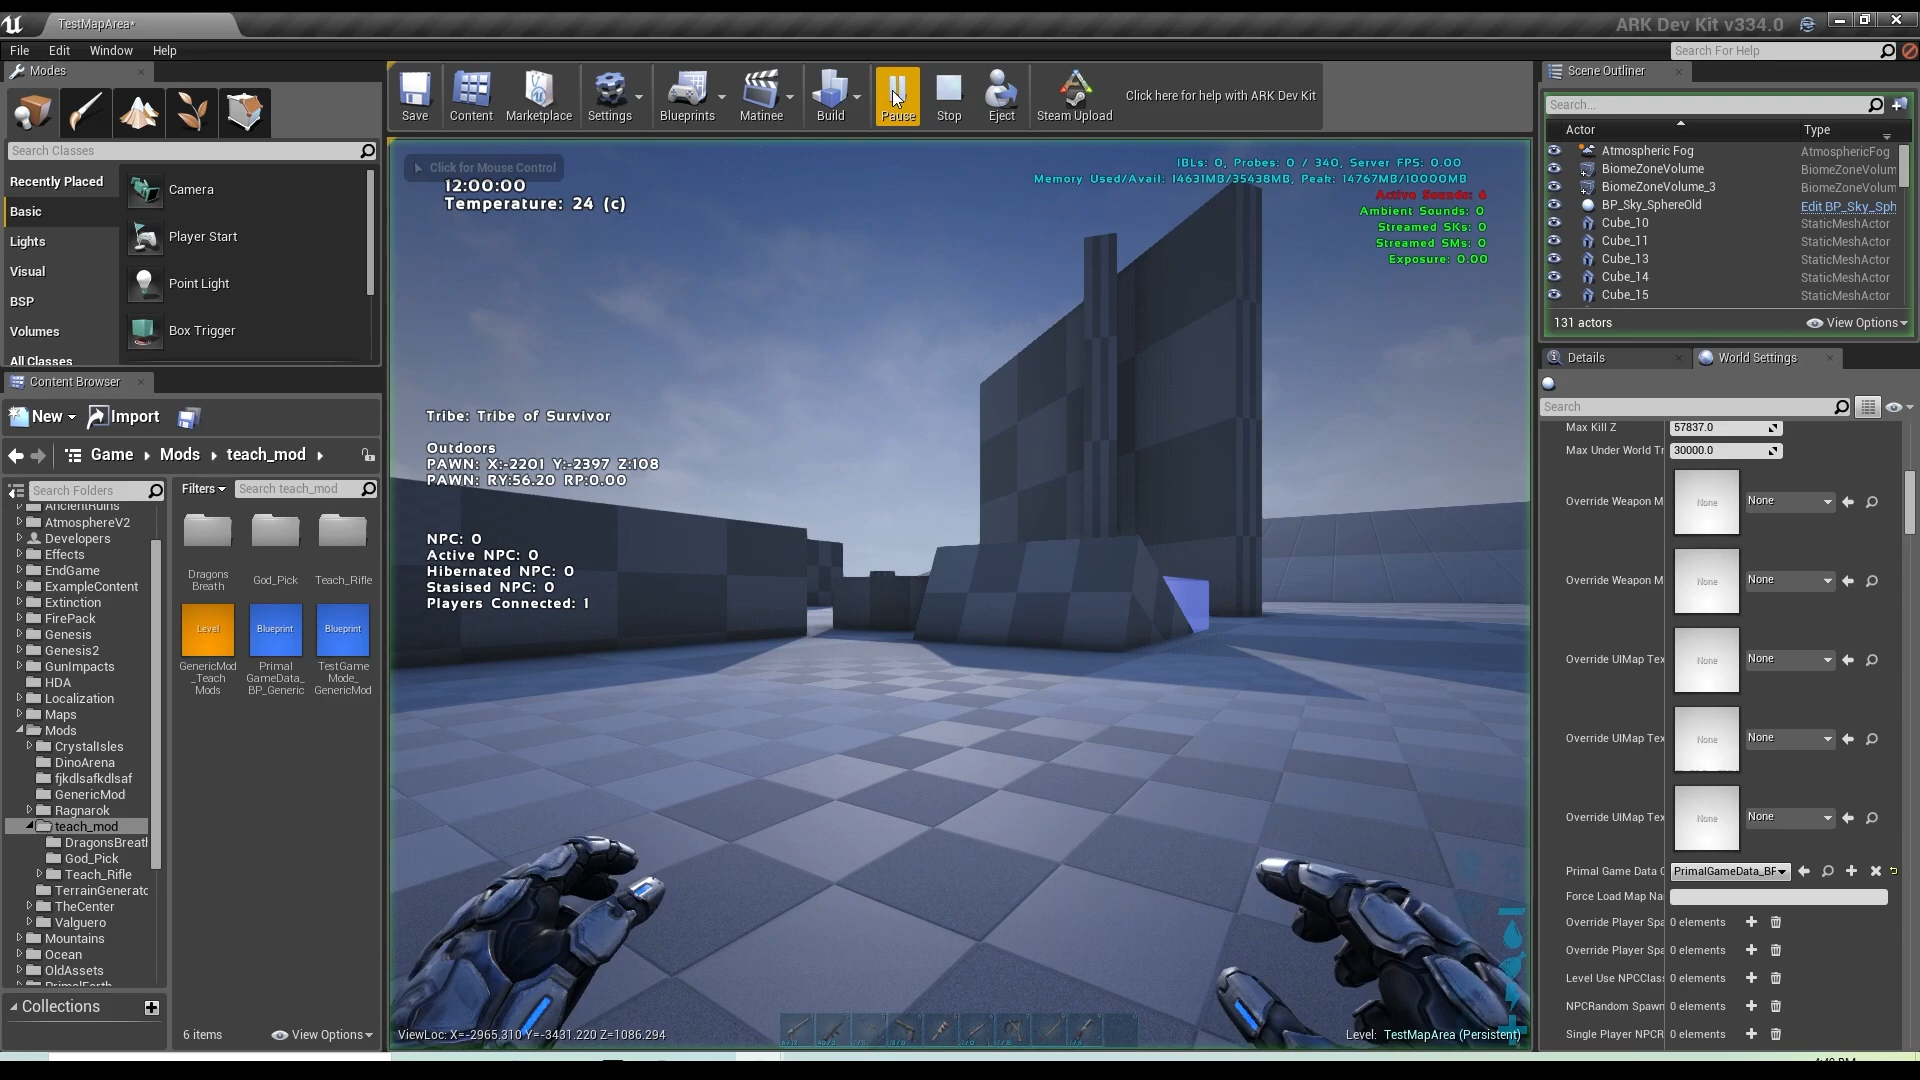 TestMapArea*
ARK Dev Kit v334.0
File Edit Window Help
Search For Help
Modes
Search Classes
Recently Placed
Basic
Lights
Visual
BSP
Volumes
All Classes
Camera
Player Start
Point Light
Box Trigger
Save
Content
Marketplace
Settings
Blueprints
Matinee
Build
Pause
Stop
Eject
Steam Upload
Click here for help with ARK Dev Kit
Content Browser
New
Import
Game
Mods
teach_mod
Search Folders
AncientRuins
AtmosphereV2
Developers
Effects
EndGame
ExampleContent
Extinction
FirePack
Genesis
Genesis2
GunImpacts
HDA
Localization
Maps
Mods
CrystalIsles
DinoArena
fjkdlsafkdlsaf
GenericMod
Ragnarok
teach_mod
DragonsBreatl
God_Pick
Teach_Rifle
TerrainGeneratc
TheCenter
Valguero
Mountains
Ocean
OldAssets
Collections
Filters
Search teach_mod
Dragons
Breath
God_Pick
Teach_Rifle
Level
GenericMod
_Teach
Mods
Blueprint
Primal
GameData_
BP_Generic
Blueprint
TestGame
Mode_
GenericMod
6 items
View Options
Click for Mouse Control
12:00:00
Temperature: 24 (c)
IBLs: 0, Probes: 0 / 340, Server FPS: 0.00
Memory Used/Avail: 14631MB/35438MB, Peak: 14767MB/10000MB
Active Sounds: 6
Ambient Sounds: 0
Streamed SKs: 0
Streamed SMs: 0
Exposure: 0.00
Tribe: Tribe of Survivor
Outdoors
PAWN: X:-2201 Y:-2397 Z:108
PAWN: RY:56.20 RP:0.00
NPC: 0
Active NPC: 0
Hibernated NPC: 0
Stasised NPC: 0
Players Connected: 1
ViewLoc: X=-2965.310 Y=-3431.220 Z=1086.294
Level: TestMapArea (Persistent)
Scene Outliner
Search...
Actor Type
Atmospheric Fog AtmosphericFog
BiomeZoneVolume BiomeZoneVolum
BiomeZoneVolume_3 BiomeZoneVolum
BP_Sky_SphereOld Edit BP_Sky_Sph
Cube_10 StaticMeshActor
Cube_11 StaticMeshActor
Cube_13 StaticMeshActor
Cube_14 StaticMeshActor
Cube_15 StaticMeshActor
131 actors
View Options
Details
World Settings
Search
Max Kill Z 57837.0
Max Under World Tr 30000.0
Override Weapon M None None
Override Weapon M None None
Override UIMap Tex None None
Override UIMap Tex None None
Override UIMap Tex None None
Primal Game Data C PrimalGameData_BF
Force Load Map Na
Override Player Spa 0 elements
Override Player Spa 0 elements
Level Use NPCClas 0 elements
NPCRandom Spawn 0 elements
Single Player NPCR 0 elements